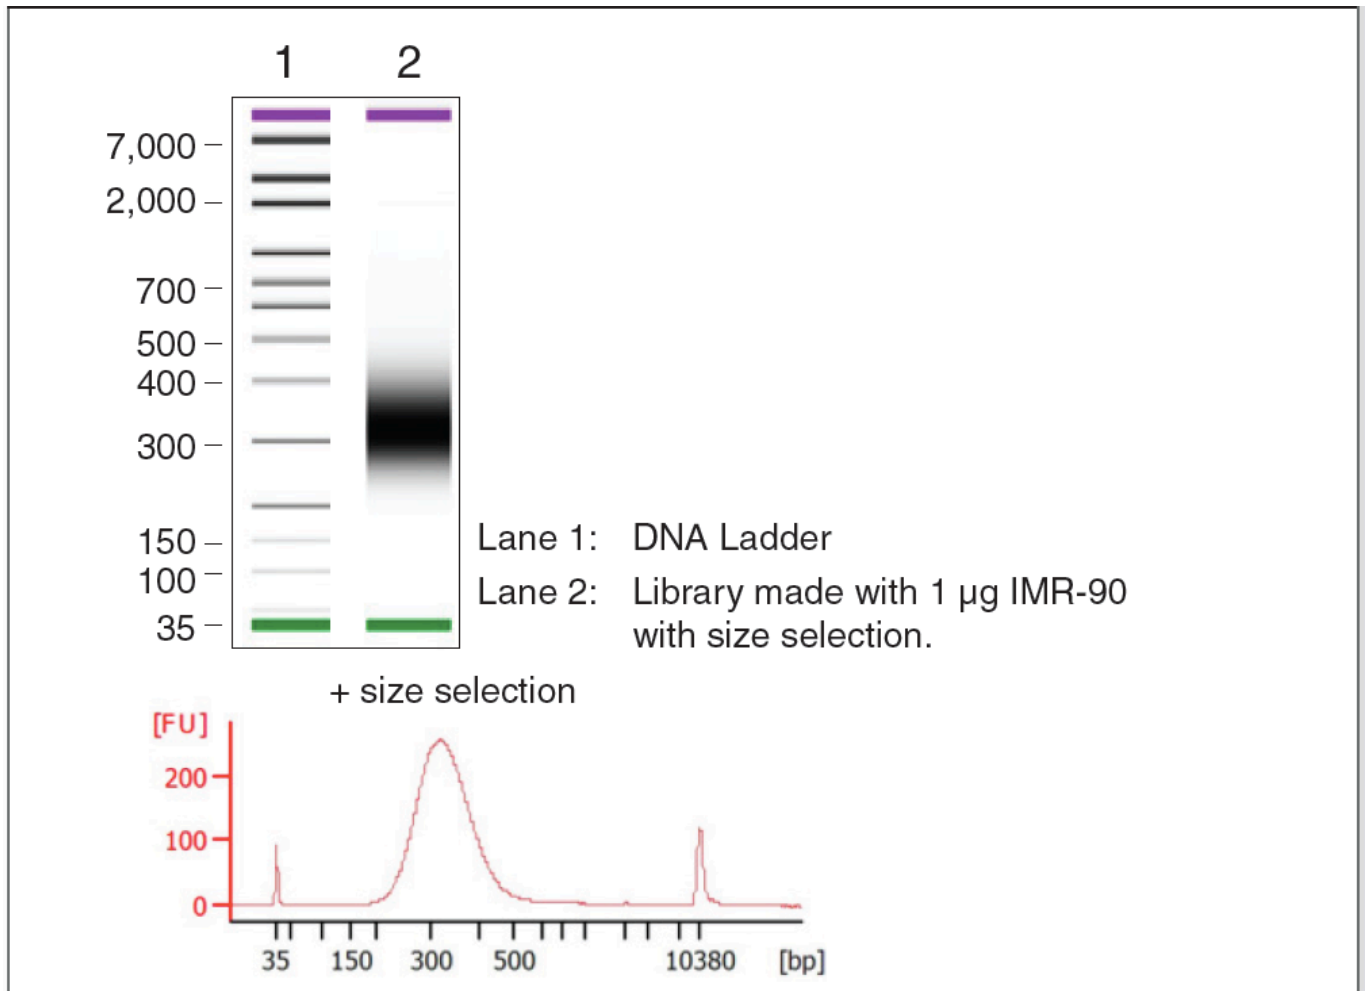 1 2
7,000
2,000
700
500
400
300
150
100
35
Lane 1: DNA Ladder
Lane 2: Library made with 1 µg IMR-90
with size selection.
+ size selection
[FU]
200
100
0
35 150 300 500 10380 [bp]